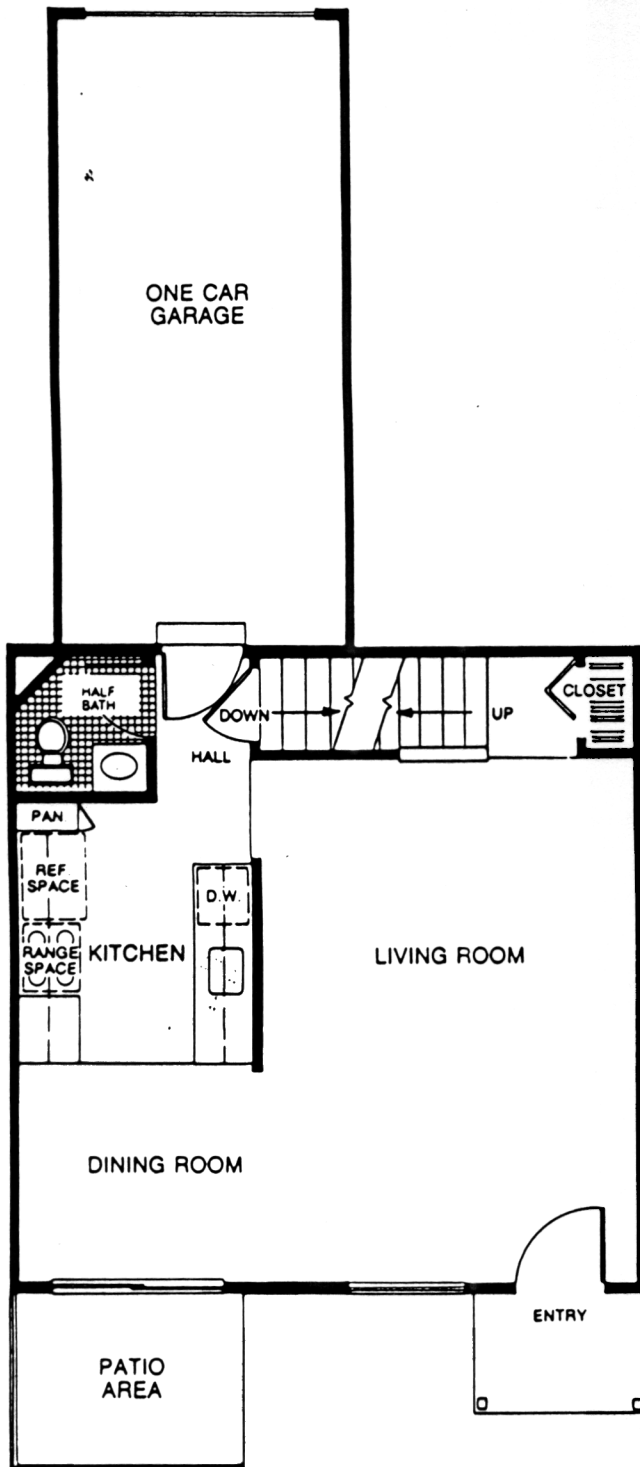 ONE CAR
GARAGE
HALF
BATH
DOWN
UP
CLOSET
HALL
PAN
REF
SPACE
D.W.
RANGE
SPACE
KITCHEN
LIVING ROOM
DINING ROOM
ENTRY
PATIO
AREA